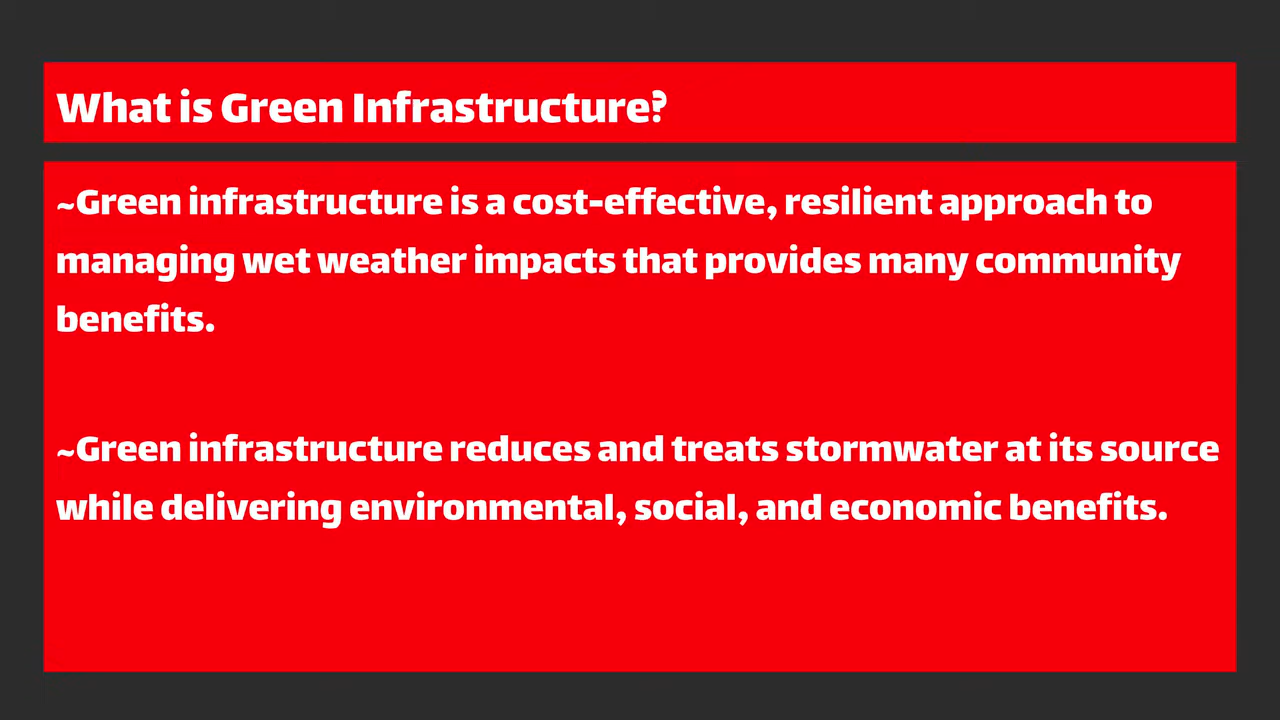 What is Green Infrastructure?
~Green infrastructure is a cost-effective, resilient approach to
managing wet weather impacts that provides many community
benefits.
~Green infrastructure reduces and treats stormwater at its source
while delivering environmental, social, and economic benefits.